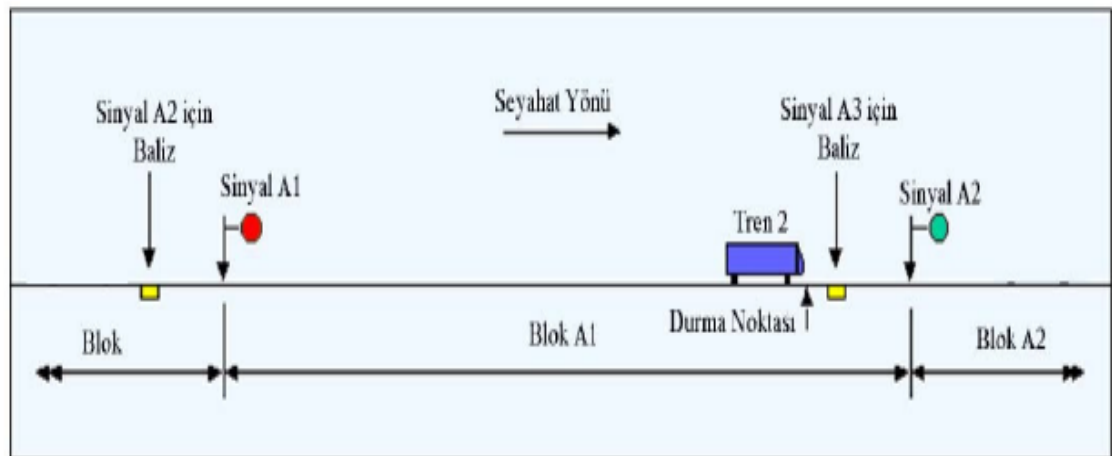 Seyahat Yönü
Sinyal A2 için
Baliz
Sinyal A3 için
Baliz
Sinyal A1
Sinyal A2
Tren 2
Durma Noktası
Blok
Blok A1
Blok A2